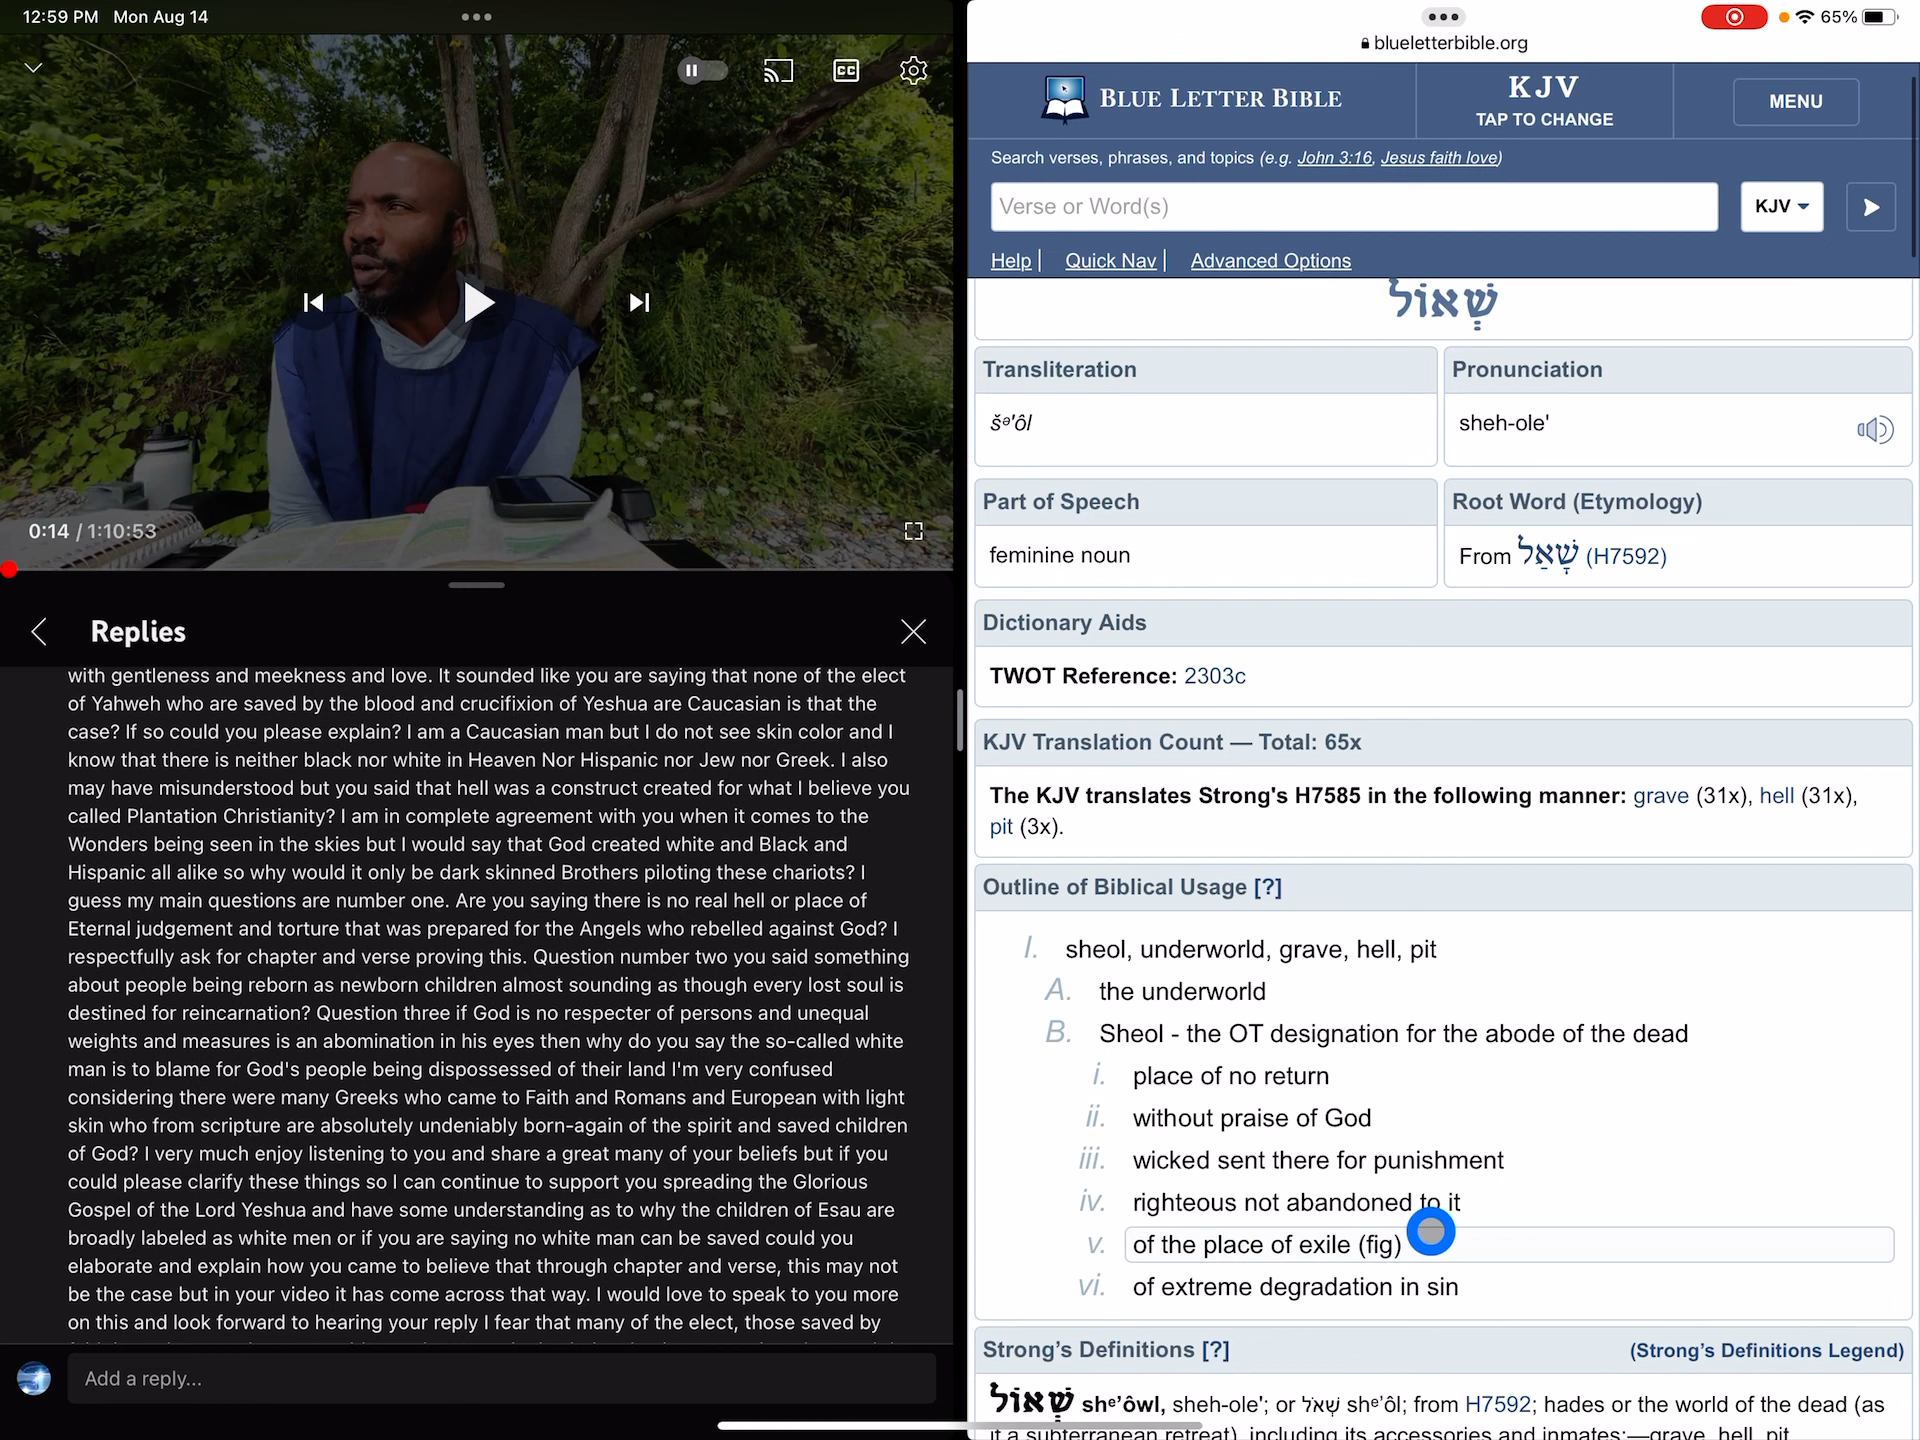 12:59 PM Mon Aug 14
CC
0:14 / 1:10:53
Replies
with gentleness and meekness and love. It sounded like you are saying that none of the elect
of Yahweh who are saved by the blood and crucifixion of Yeshua are Caucasian is that the
case? If so could you please explain? I am a Caucasian man but I do not see skin color and I
know that there is neither black nor white in Heaven Nor Hispanic nor Jew nor Greek. I also
may have misunderstood but you said that hell was a construct created for what I believe you
called Plantation Christianity? I am in complete agreement with you when it comes to the
Wonders being seen in the skies but I would say that God created white and Black and
Hispanic all alike so why would it only be dark skinned Brothers piloting these chariots? I
guess my main questions are number one. Are you saying there is no real hell or place of
Eternal judgement and torture that was prepared for the Angels who rebelled against God? I
respectfully ask for chapter and verse proving this. Question number two you said something
about people being reborn as newborn children almost sounding as though every lost soul is
destined for reincarnation? Question three if God is no respecter of persons and unequal
weights and measures is an abomination in his eyes then why do you say the so-called white
man is to blame for God's people being dispossessed of their land I'm very confused
considering there were many Greeks who came to Faith and Romans and European with light
skin who from scripture are absolutely undeniably born-again of the spirit and saved children
of God? I very much enjoy listening to you and share a great many of your beliefs but if you
could please clarify these things so I can continue to support you spreading the Glorious
Gospel of the Lord Yeshua and have some understanding as to why the children of Esau are
broadly labeled as white men or if you are saying no white man can be saved could you
elaborate and explain how you came to believe that through chapter and verse, this may not
be the case but in your video it has come across that way. I would love to speak to you more
on this and look forward to hearing your reply I fear that many of the elect, those saved by
Add a reply...
65%
blueletterbible.org
BLUE LETTER BIBLE
KJV
TAP TO CHANGE
MENU
Search verses, phrases, and topics (e.g. John 3:16, Jesus faith love)
Verse or Word(s)
KJV
Help | Quick Nav | Advanced Options
שְׁאוֹל
Transliteration
Pronunciation
šᵊ'ôl
sheh-ole'
Part of Speech
Root Word (Etymology)
feminine noun
From שָׁאַל (H7592)
Dictionary Aids
TWOT Reference: 2303c
KJV Translation Count — Total: 65x
The KJV translates Strong's H7585 in the following manner: grave (31x), hell (31x),
pit (3x).
Outline of Biblical Usage [?]
I. sheol, underworld, grave, hell, pit
A. the underworld
B. Sheol - the OT designation for the abode of the dead
i. place of no return
ii. without praise of God
iii. wicked sent there for punishment
iv. righteous not abandoned to it
v. of the place of exile (fig)
vi. of extreme degradation in sin
Strong's Definitions [?]
(Strong's Definitions Legend)
שְׁאוֹל shᵉʼôwl, sheh-ole'; or שְׁאֹל shᵉʼôl; from H7592; hades or the world of the dead (as
it a subterranean retreat), including its accessories and inmates:—grave, hell, pit